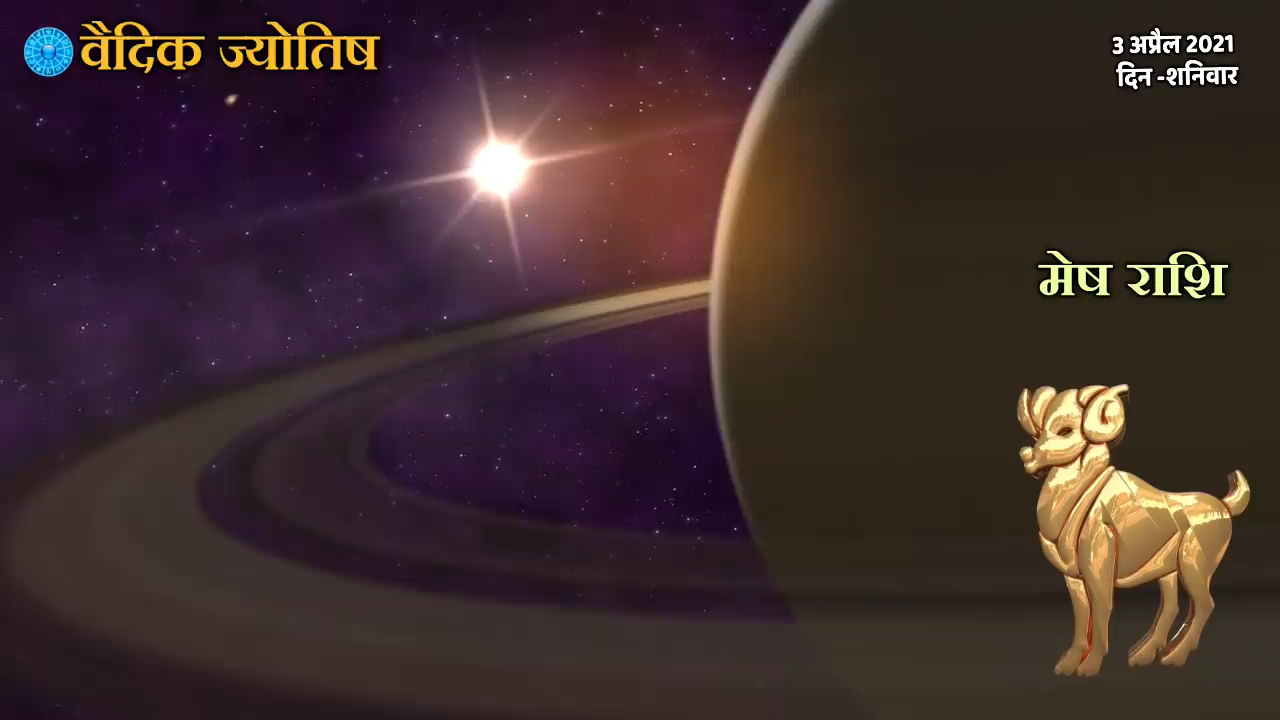 वैदिक ज्योतिष
3 अप्रैल 2021
दिन -शनिवार
मेष राशि